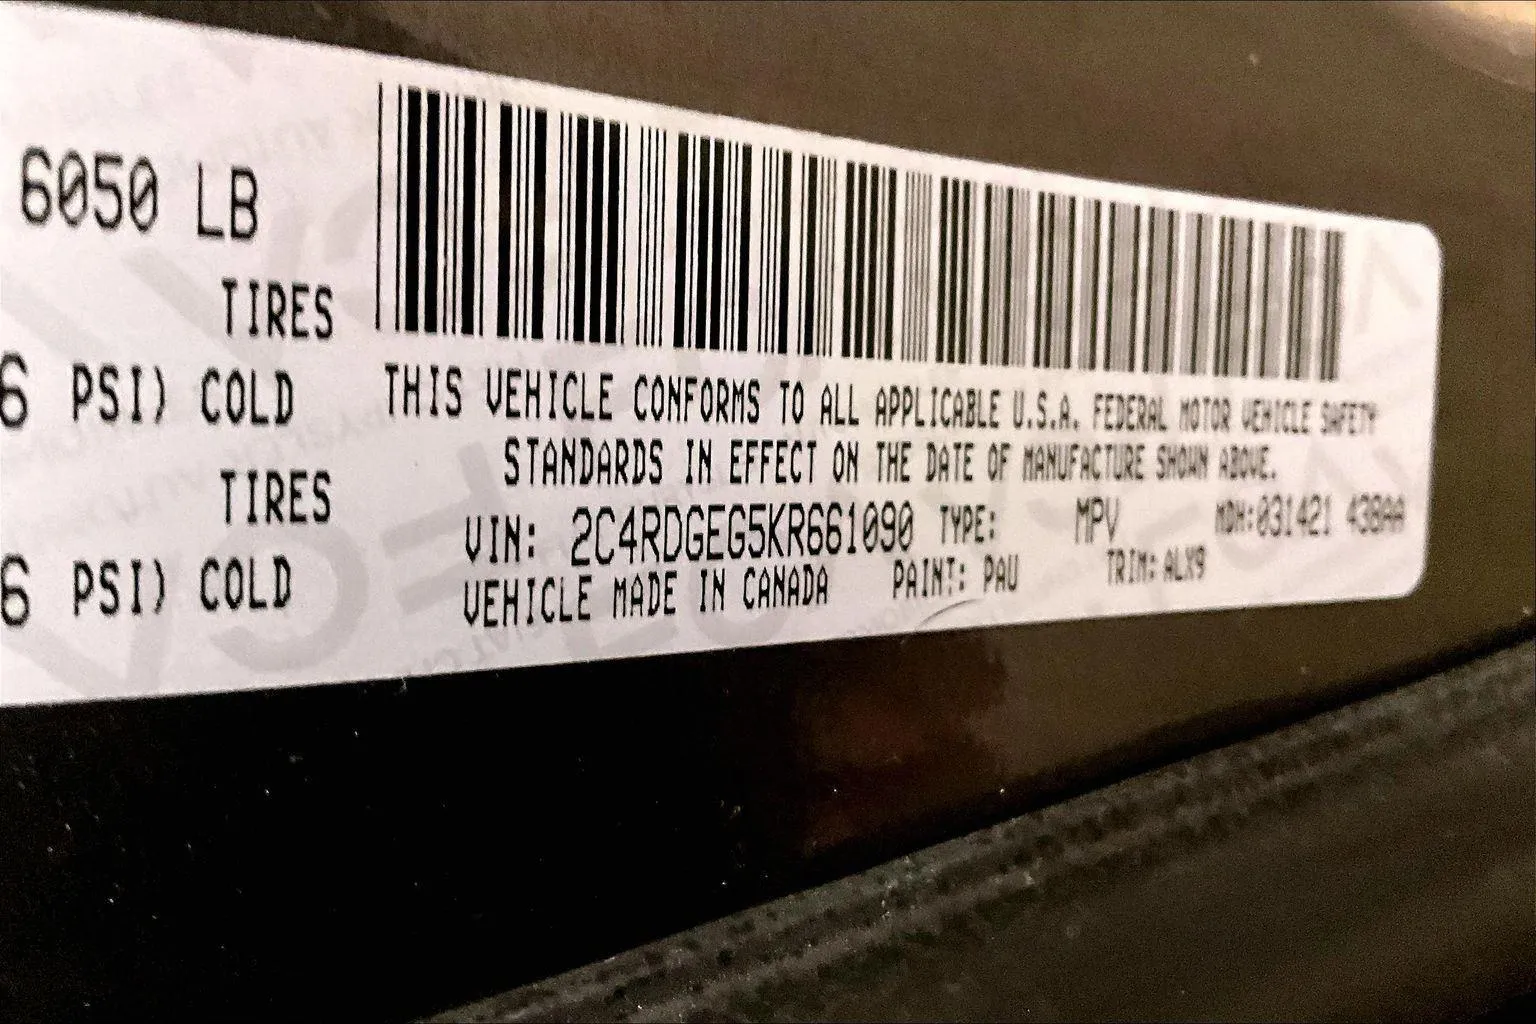 6050 LB
TIRES
6 PSI) COLD
TIRES
6 PSI) COLD
THIS VEHICLE CONFORMS TO ALL APPLICABLE U.S.A. FEDERAL MOTOR VEHICLE SAFETY
STANDARDS IN EFFECT ON THE DATE OF MANUFACTURE SHOWN ABOVE.
VIN: 2C4RDGEG5KR661090 TYPE: MPV MDH:031421 438AA
VEHICLE MADE IN CANADA PAINT: PAU TRIM: ALX9